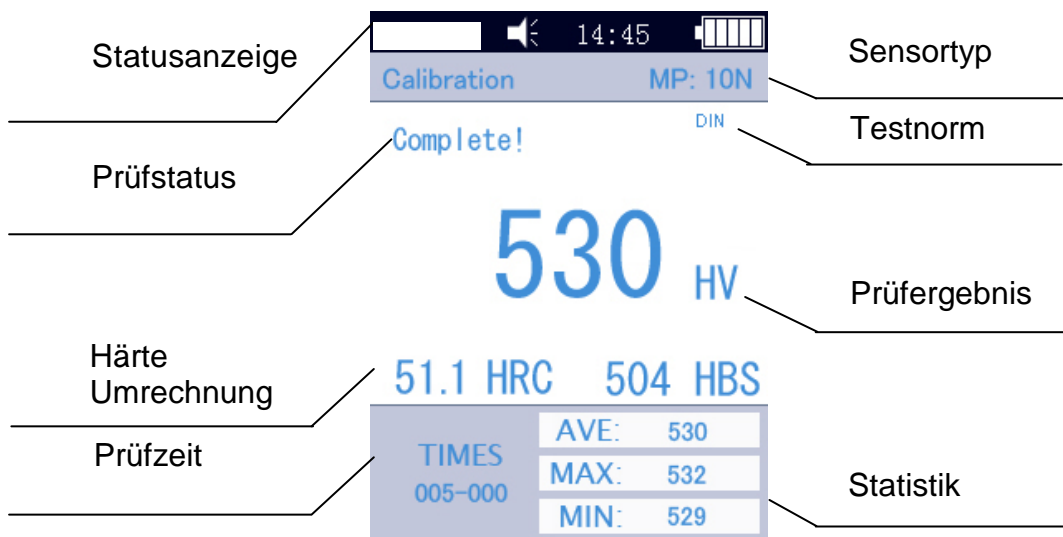 14:45
Statusanzeige
Sensortyp
Calibration MP: 10N
Complete!
DIN
Testnorm
Prüfstatus
530 HV
Prüfergebnis
Härte
Umrechnung
51.1 HRC 504 HBS
Prüfzeit
TIMES
005-000
AVE: 530
MAX: 532
MIN: 529
Statistik